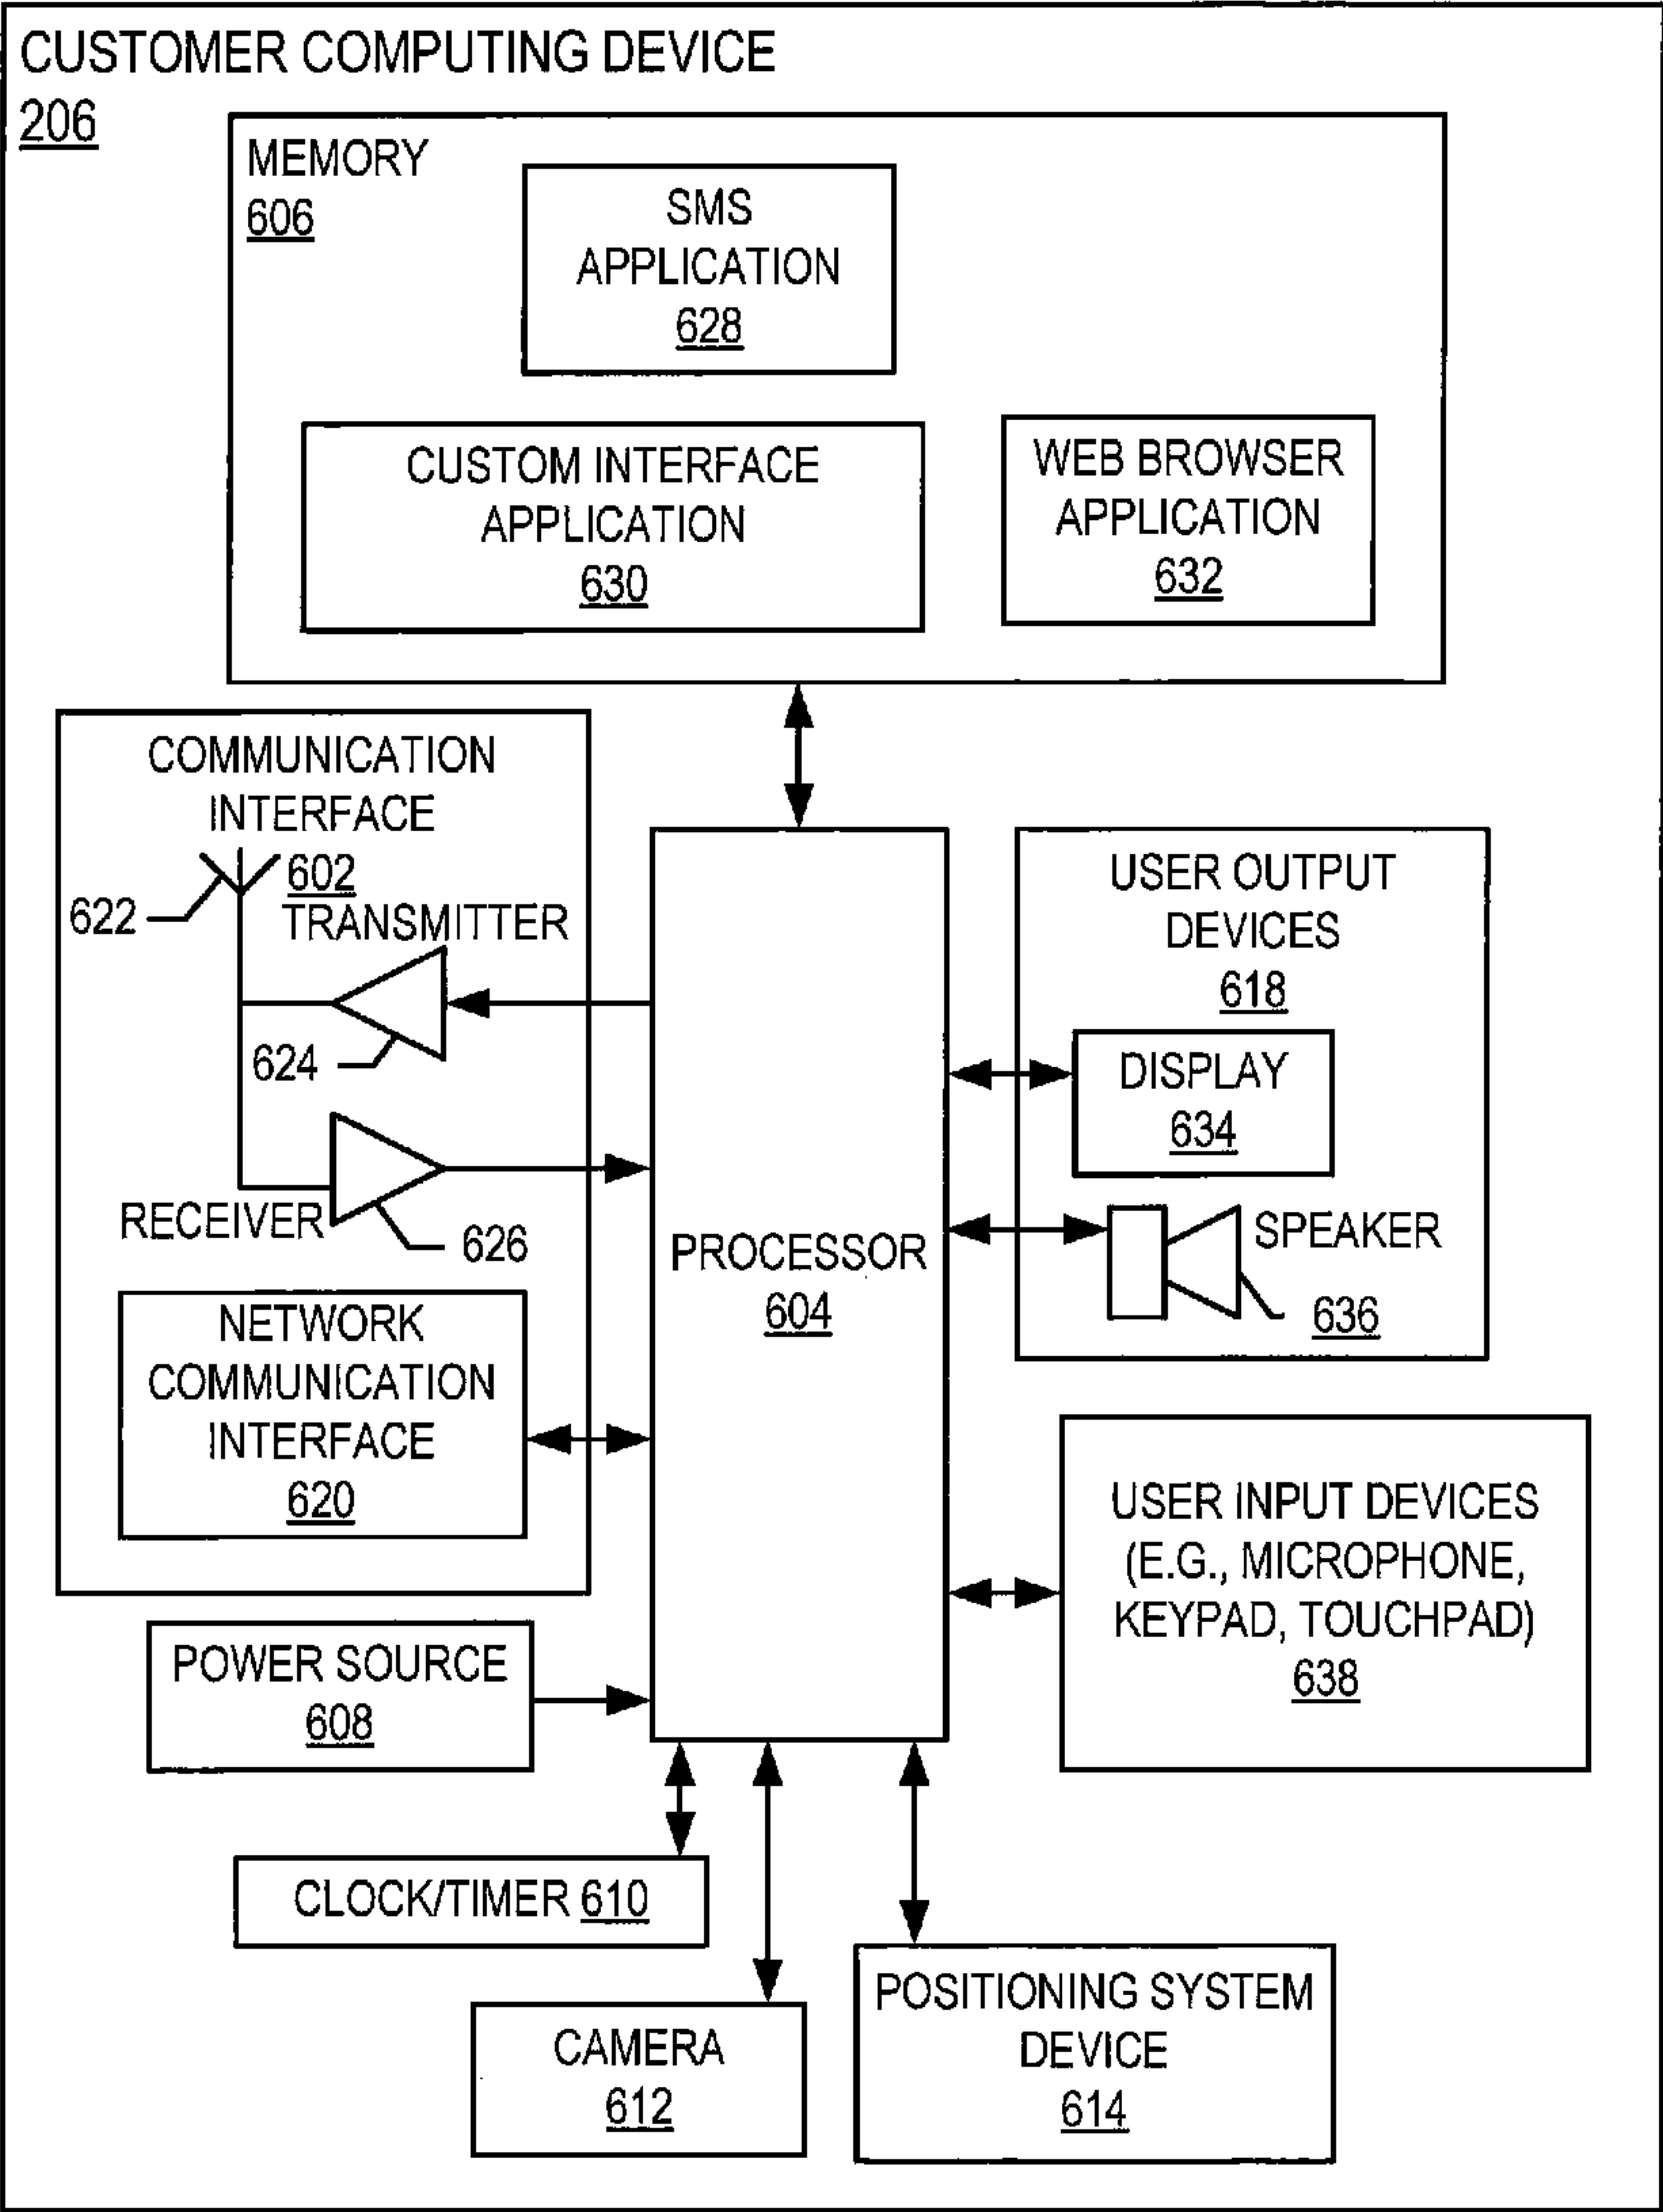 CUSTOMER COMPUTING DEVICE
206
MEMORY
606
SMS
APPLICATION
628
CUSTOM INTERFACE
APPLICATION
630
WEB BROWSER
APPLICATION
632
COMMUNICATION
INTERFACE
602
622
TRANSMITTER
624
RECEIVER
626
NETWORK
COMMUNICATION
INTERFACE
620
PROCESSOR
604
USER OUTPUT
DEVICES
618
DISPLAY
634
SPEAKER
636
USER INPUT DEVICES
(E.G., MICROPHONE,
KEYPAD, TOUCHPAD)
638
POWER SOURCE
608
CLOCK/TIMER 610
CAMERA
612
POSITIONING SYSTEM
DEVICE
614